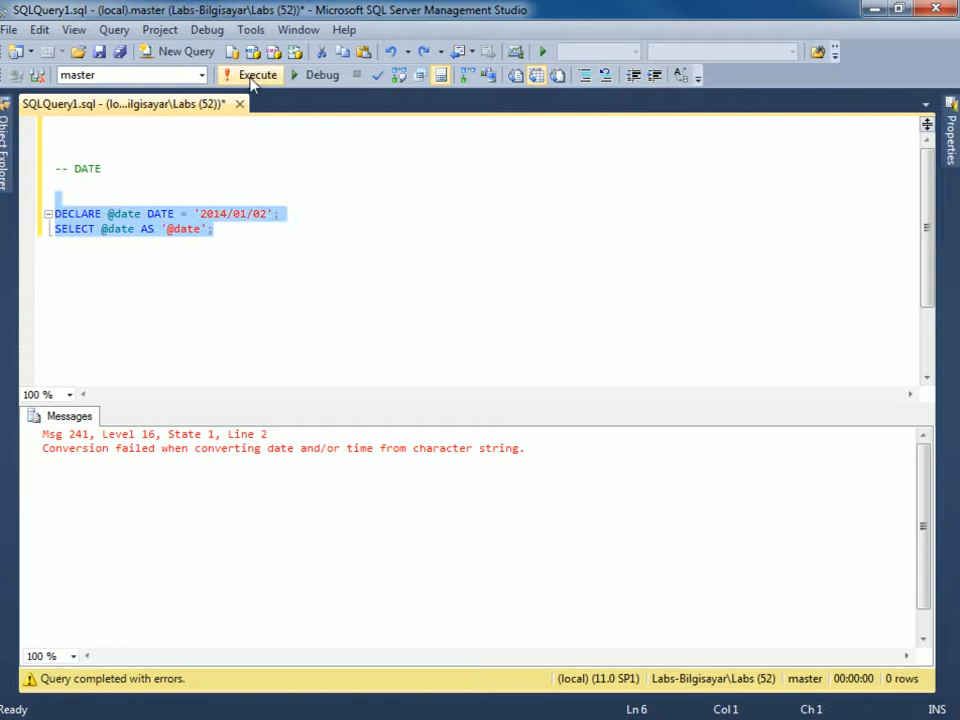 SQLQuery1.sql - (local).master (Labs-Bilgisayar\Labs (52))* - Microsoft SQL Server Management Studio
File Edit View Query Project Debug Tools Window Help
New Query
master Execute Debug
SQLQuery1.sql - (lo...ilgisayar\Labs (52))*
Object Explorer
Properties
-- DATE
DECLARE @date DATE = '2014/01/02';
SELECT @date AS '@date';
100 %
Messages
Msg 241, Level 16, State 1, Line 2
Conversion failed when converting date and/or time from character string.
100 %
Query completed with errors. (local) (11.0 SP1) Labs-Bilgisayar\Labs (52) master 00:00:00 0 rows
Ready Ln 6 Col 1 Ch 1 INS